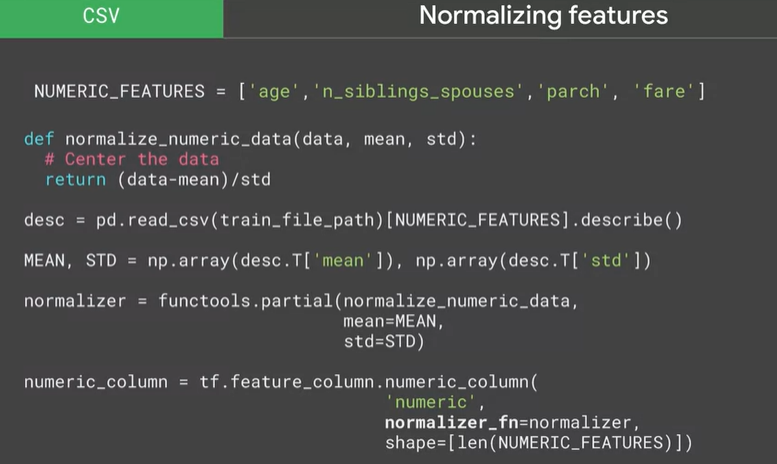 CSV
Normalizing features
NUMERIC_FEATURES = ['age','n_siblings_spouses','parch', 'fare']
def normalize_numeric_data(data, mean, std):
  # Center the data
  return (data-mean)/std
desc = pd.read_csv(train_file_path)[NUMERIC_FEATURES].describe()
MEAN, STD = np.array(desc.T['mean']), np.array(desc.T['std'])
normalizer = functools.partial(normalize_numeric_data,
                               mean=MEAN,
                               std=STD)
numeric_column = tf.feature_column.numeric_column(
                                   'numeric',
                                   normalizer_fn=normalizer,
                                   shape=[len(NUMERIC_FEATURES)])